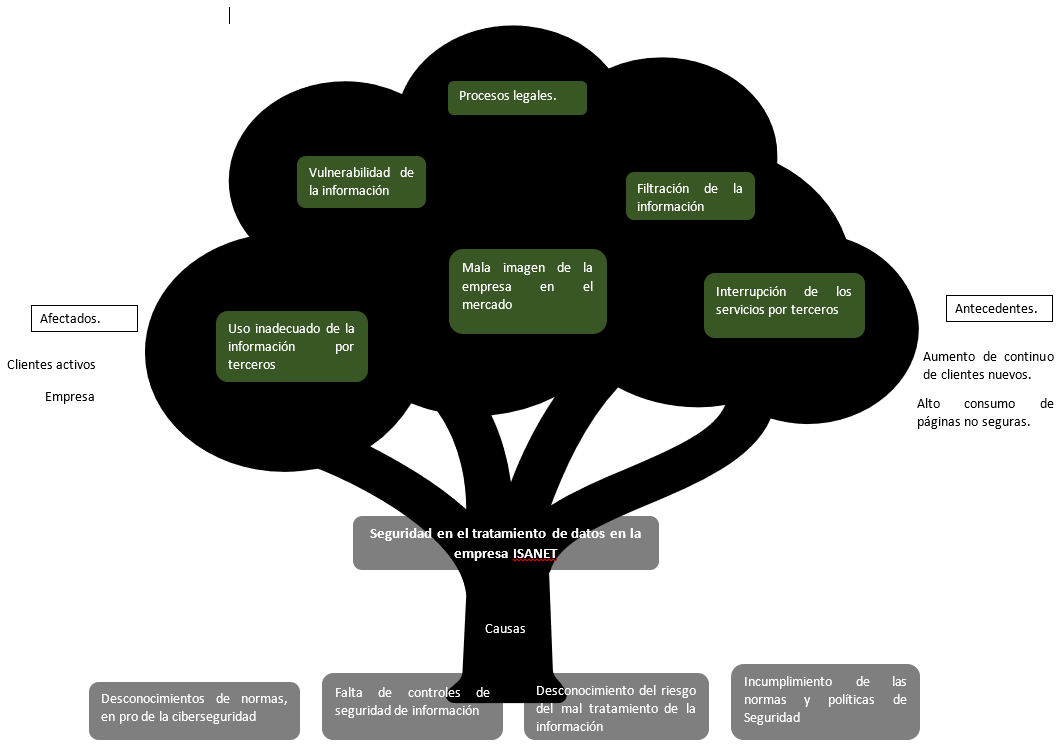 Procesos legales.
Vulnerabilidad de
la información
Filtración de la
información
Mala imagen de la
empresa en el
mercado
Interrupción de los
servicios por terceros
Uso inadecuado de la
información por
terceros
Afectados.
Clientes activos
Empresa
Antecedentes.
Aumento de continuo
de clientes nuevos.
Alto consumo de
páginas no seguras.
Seguridad en el tratamiento de datos en la
empresa ISANET
Causas
Desconocimientos de normas,
en pro de la ciberseguridad
Falta de controles de
seguridad de información
Desconocimiento del riesgo
del mal tratamiento de la
información
Incumplimiento de las
normas y políticas de
Seguridad